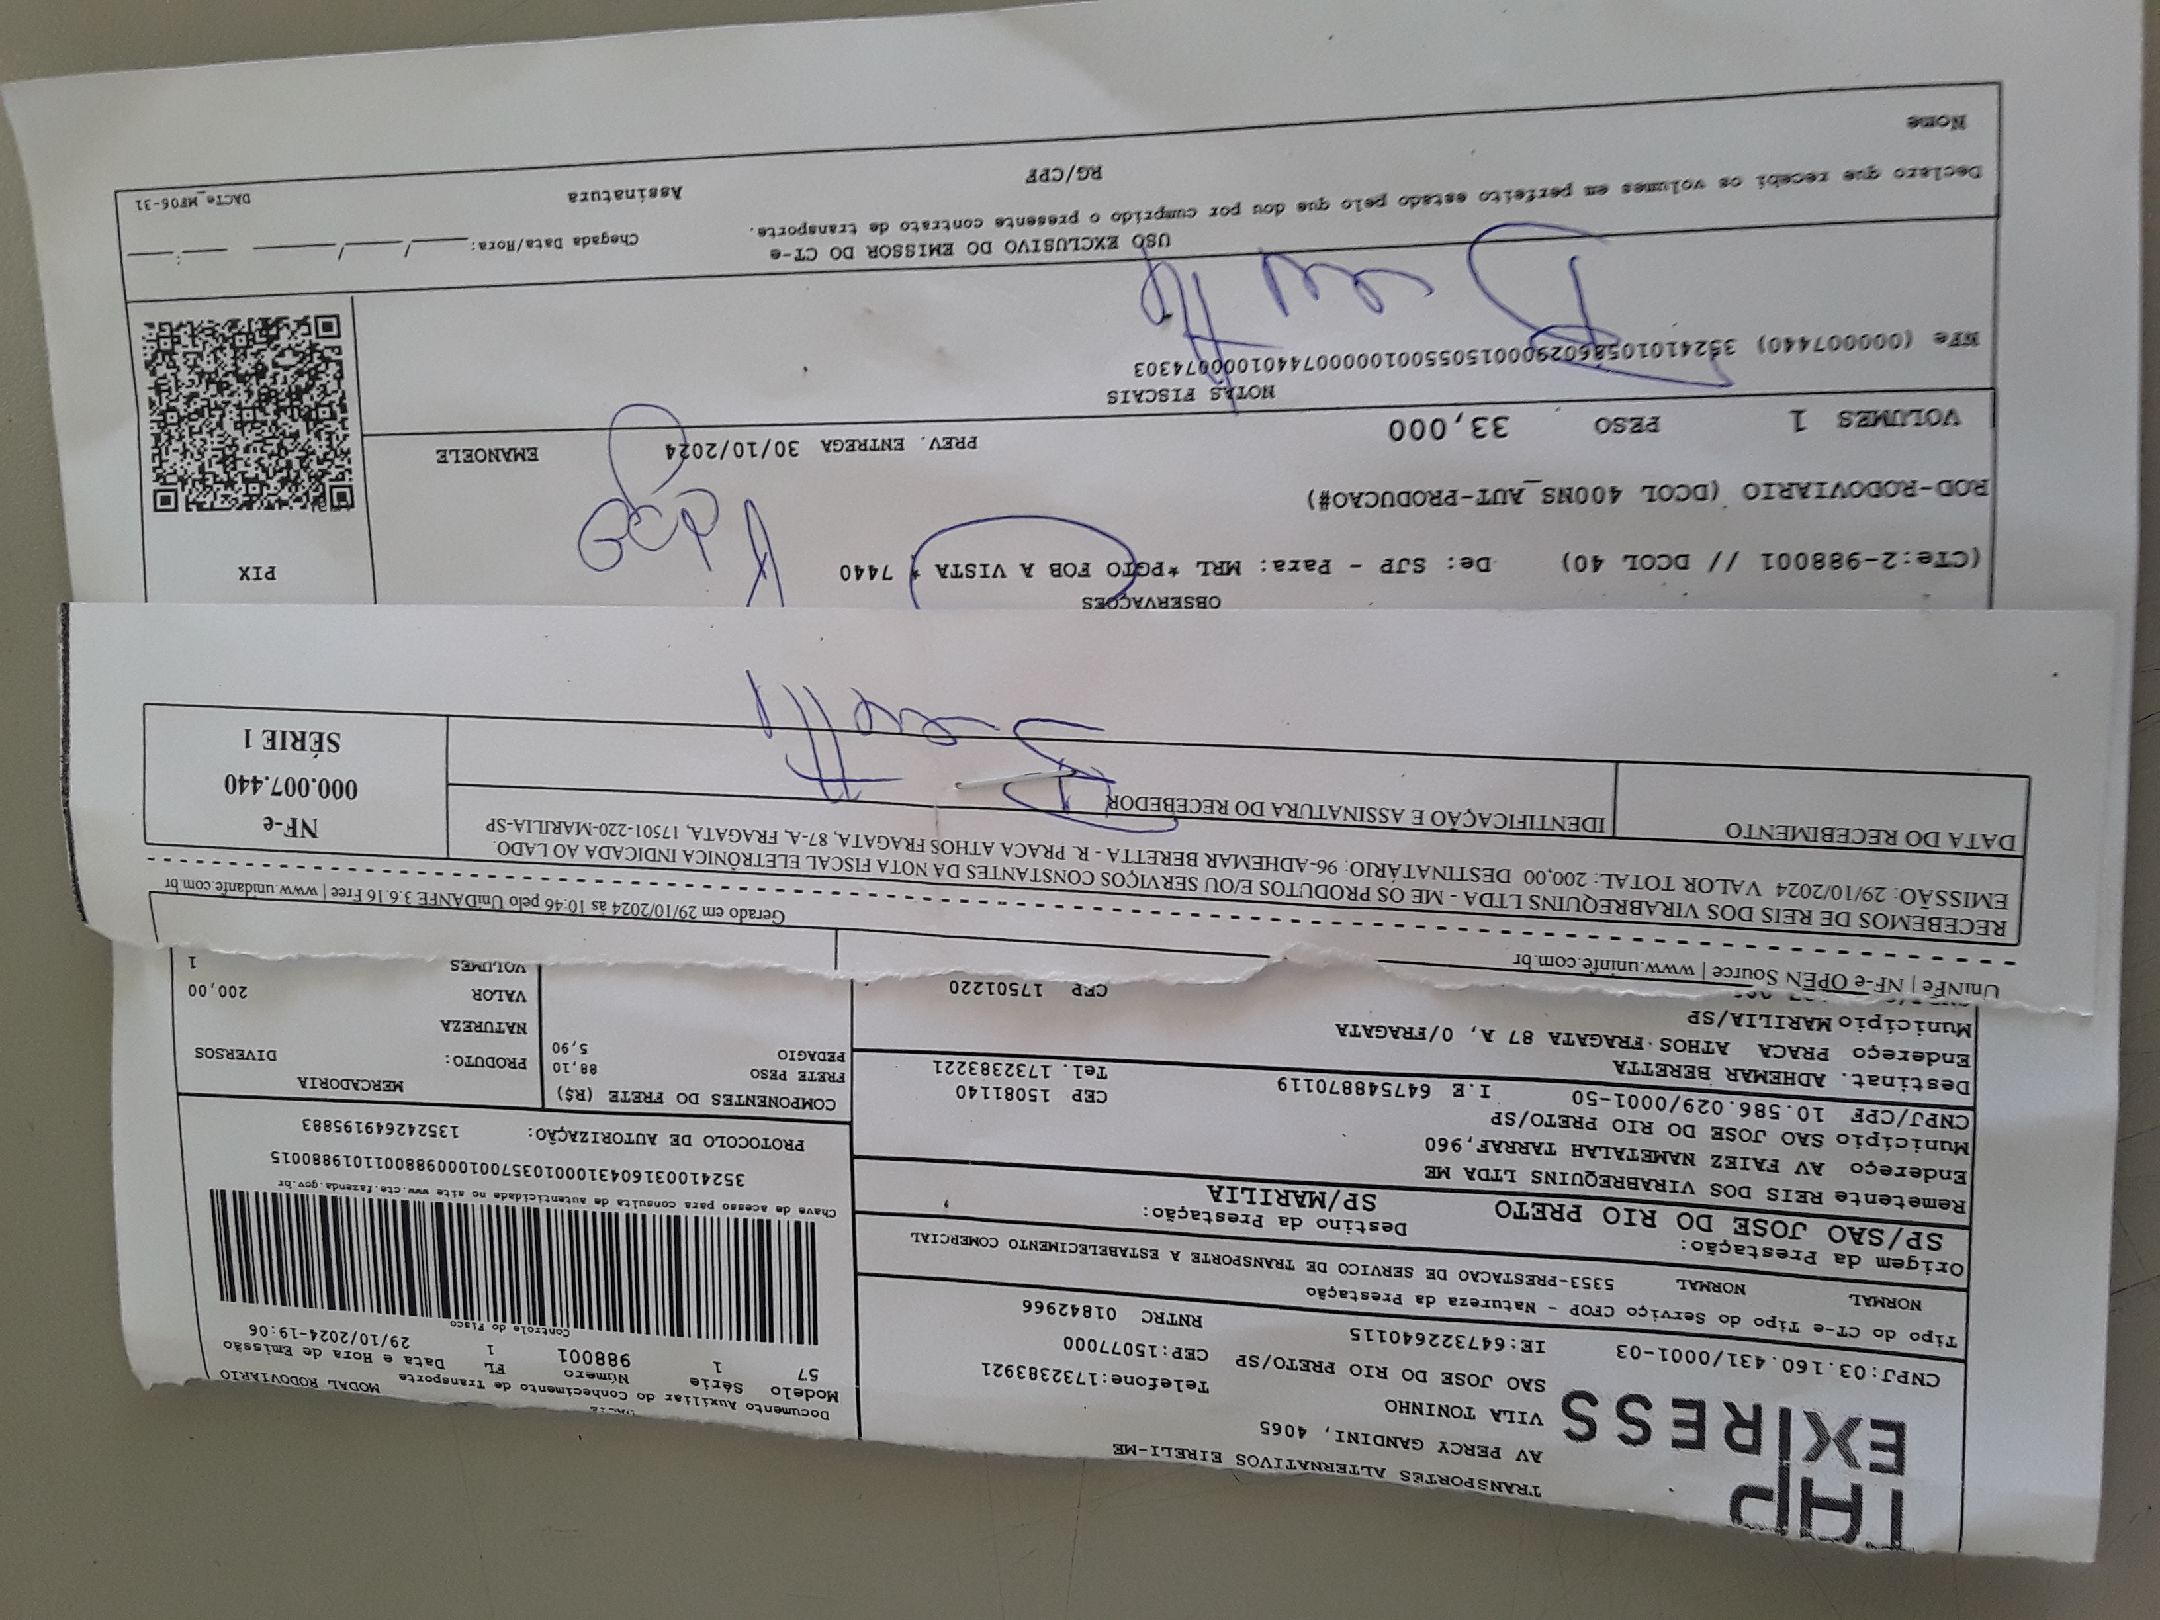 TAP
EXPRESS
TRANSPORTES ALTERNATIVOS EIRELI-ME
AV PERCY GANDINI, 4065
VILA TONINHO Telefone:1732383921
SAO JOSE DO RIO PRETO/SP CEP:15077000
CNPJ:03.160.431/0001-03 IE:647322640115 RNTRC 01842966
Tipo do CT-e Tipo do Serviço CFOP - Natureza da Prestação
NORMAL NORMAL 5353-PRESTACAO DE SERVICO DE TRANSPORTE A ESTABELECIMENTO COMERCIAL
Origem da Prestação: Destino da Prestação:
SP/SAO JOSE DO RIO PRETO SP/MARILIA
Remetente REIS DOS VIRABREQUINS LTDA ME
Endereço AV FAIEZ NAMETALAH TARRAF,960
Município SAO JOSE DO RIO PRETO/SP CEP 15081140
CNPJ/CPF 10.586.029/0001-50 I.E 647548870119 Tel.1732383221
Destinat. ADHEMAR BERETTA
Endereço PRACA ATHOS FRAGATA 87 A, 0/FRAGATA
Município MARILIA/SP CEP 17501220
Documento Auxiliar do Conhecimento de Transporte MODAL RODOVIARIO
Modelo Série Número FL Data e Hora de Emissão
57 1 988001 1 29/10/2024-19:06
Controle do Fisco
Chave de acesso para consulta de autenticidade no site www.cte.fazenda.gov.br
35241003160431000103570010009880011019880015
PROTOCOLO DE AUTORIZAÇÃO: 135242649195883
COMPONENTES DO FRETE (R$)
FRETE PESO 88,10
PEDAGIO 5,90
MERCADORIA
PRODUTO: DIVERSOS
NATUREZA
VALOR 200,00
VOLUMES 1
UniNFe | NF-e OPEN Source | www.uninfe.com.br
Gerado em 29/10/2024 às 10:46 pelo UniDANFE 3.6.16 Free | www.unidanfe.com.br
RECEBEMOS DE REIS DOS VIRABREQUINS LTDA - ME OS PRODUTOS E/OU SERVIÇOS CONSTANTES DA NOTA FISCAL ELETRÔNICA INDICADA AO LADO.
EMISSÃO: 29/10/2024 VALOR TOTAL: 200,00 DESTINATÁRIO: 96-ADHEMAR BERETTA - R. PRACA ATHOS FRAGATA, 87-A, FRAGATA, 17501-220-MARILIA-SP
DATA DO RECEBIMENTO IDENTIFICAÇÃO E ASSINATURA DO RECEBEDOR
NF-e
000.007.440
SÉRIE 1
OBSERVACOES
(CTe:2-988001 // DCOL 40) De: SJP - Para: MRL *PGTO FOB A VISTA * 7440
PIX
ROD-RODOVIARIO (DCOL 400NS_AUT-PRODUCAO#)
VOLUMES 1 PESO 33,000 PREV. ENTREGA 30/10/2024 EMANOELE
NOTAS FISCAIS
NFe (000007440) 35241010586029000150550010000074401000074303
USO EXCLUSIVO DO EMISSOR DO CT-e
Chegada Data/Hora: ____/____/____ ___:___
Declaro que recebi os volumes em perfeito estado pelo que dou por cumprido o presente contrato de transporte.
Nome RG/CPF Assinatura DACTe_MF06-31